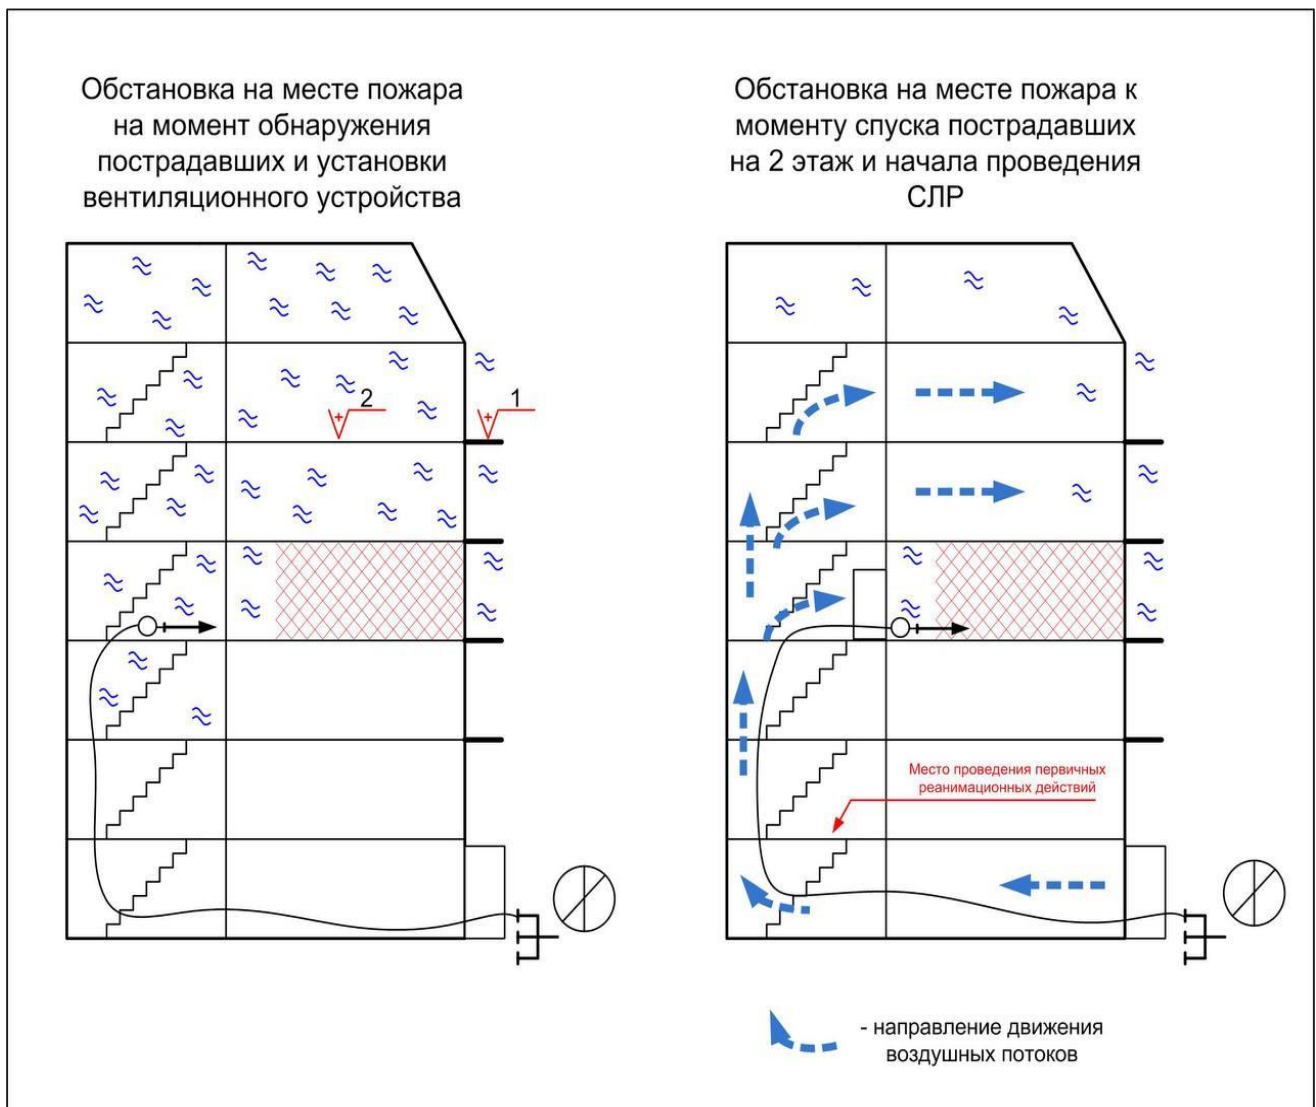 Обстановка на месте пожара
на момент обнаружения
пострадавших и установки
вентиляционного устройства
Обстановка на месте пожара к
моменту спуска пострадавших
на 2 этаж и начала проведения
СЛР
2
1
+
+
Место проведения первичных
реанимационных действий
- направление движения
воздушных потоков